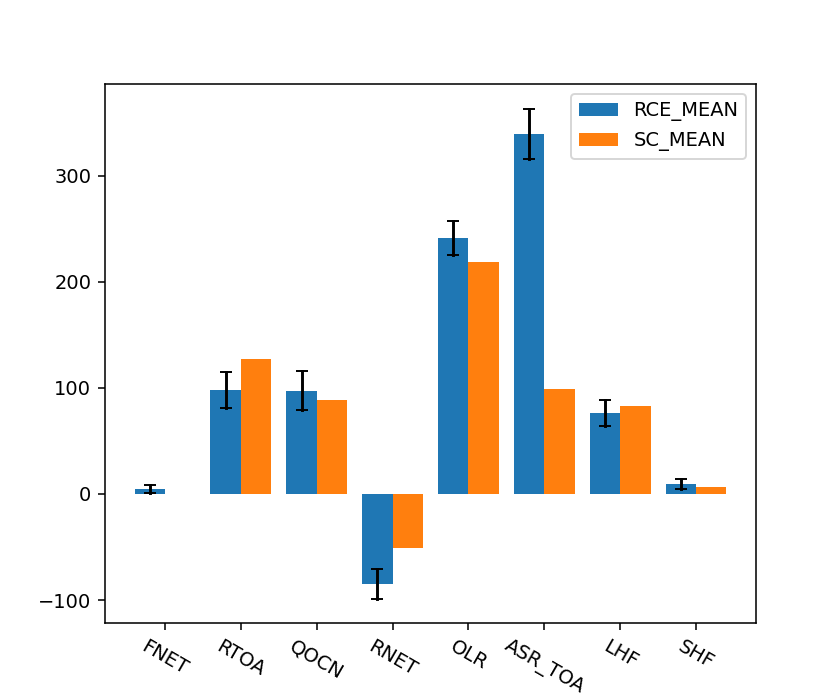 RCE_MEAN
SC_MEAN
300
200
100
0
−100
FNET
RTOA
QOCN
RNET
OLR
ASR_TOA
LHF
SHF